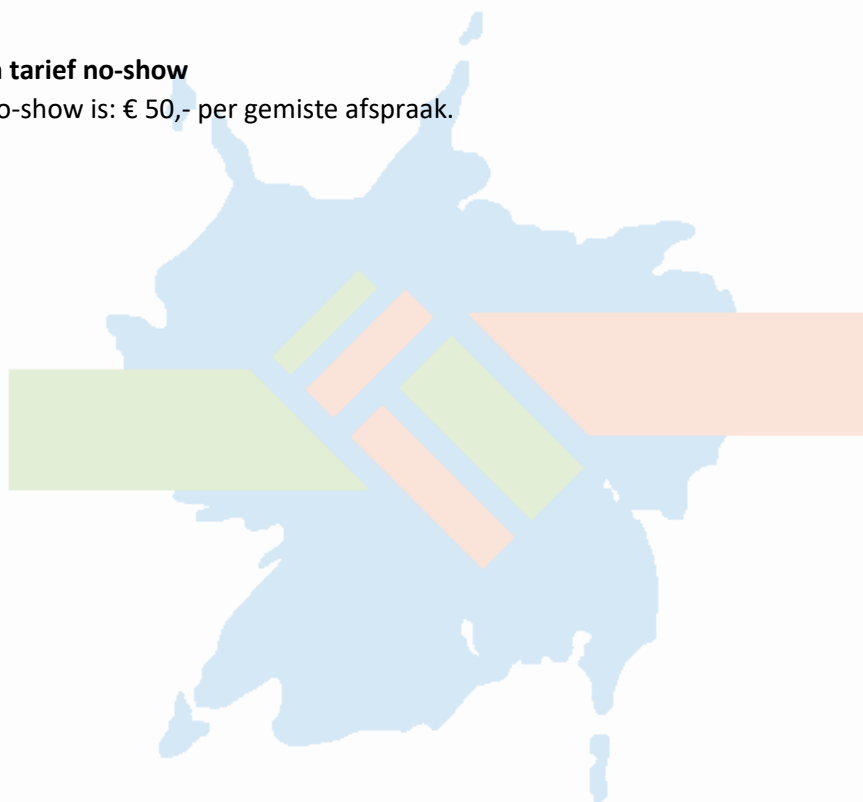 tarief no-show
o-show is: € 50,- per gemiste afspraak.